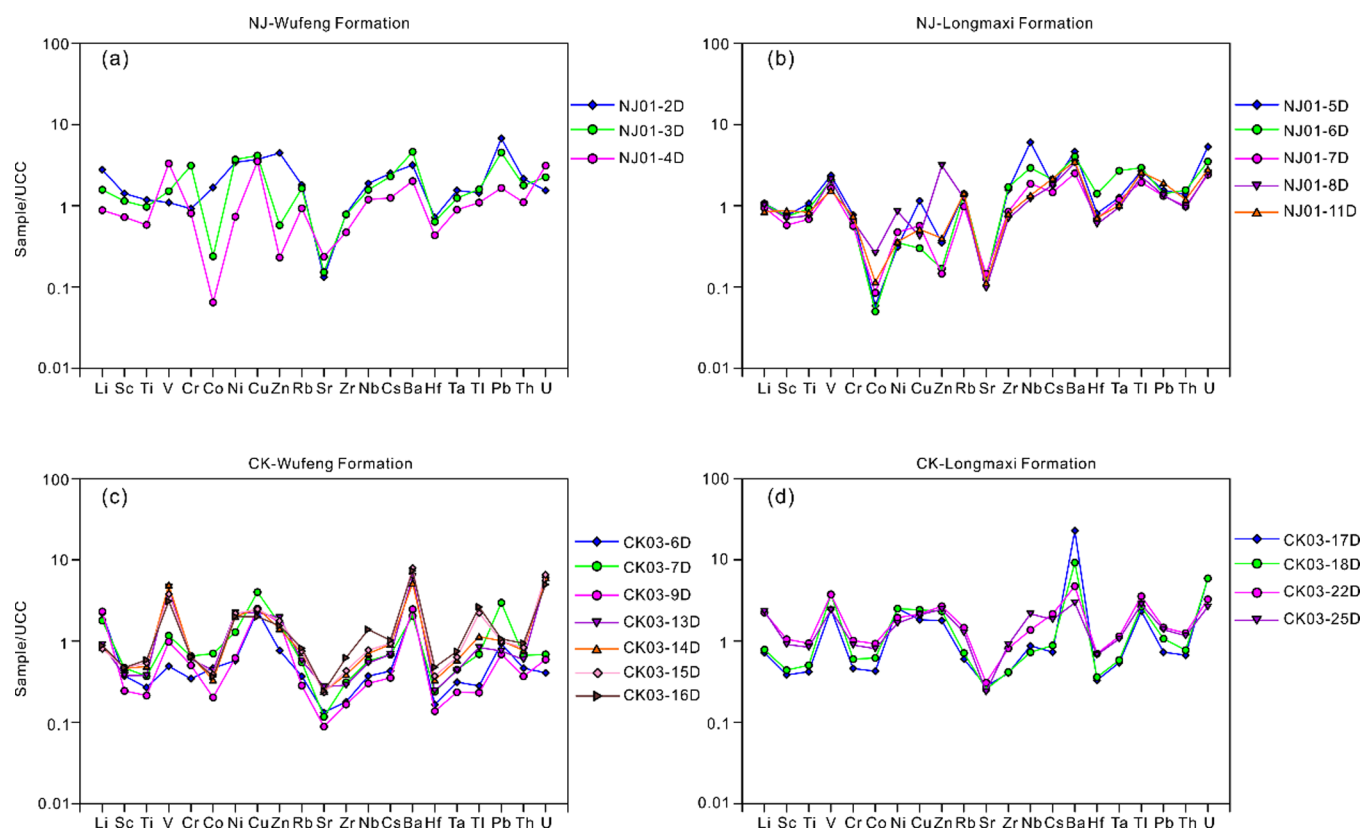 NJ-Wufeng Formation
(a)
100
10
1
0.1
0.01
Sample/UCC
Li Sc Ti V Cr Co Ni Cu Zn Rb Sr Zr Nb Cs Ba Hf Ta Tl Pb Th U
NJ01-2D
NJ01-3D
NJ01-4D
NJ-Longmaxi Formation
(b)
100
10
1
0.1
0.01
Li Sc Ti V Cr Co Ni Cu Zn Rb Sr Zr Nb Cs Ba Hf Ta Tl Pb Th U
NJ01-5D
NJ01-6D
NJ01-7D
NJ01-8D
NJ01-11D
CK-Wufeng Formation
(c)
100
10
1
0.1
0.01
Sample/UCC
Li Sc Ti V Cr Co Ni Cu Zn Rb Sr Zr Nb Cs Ba Hf Ta Tl Pb Th U
CK03-6D
CK03-7D
CK03-9D
CK03-13D
CK03-14D
CK03-15D
CK03-16D
CK-Longmaxi Formation
(d)
100
10
1
0.1
0.01
Li Sc Ti V Cr Co Ni Cu Zn Rb Sr Zr Nb Cs Ba Hf Ta Tl Pb Th U
CK03-17D
CK03-18D
CK03-22D
CK03-25D